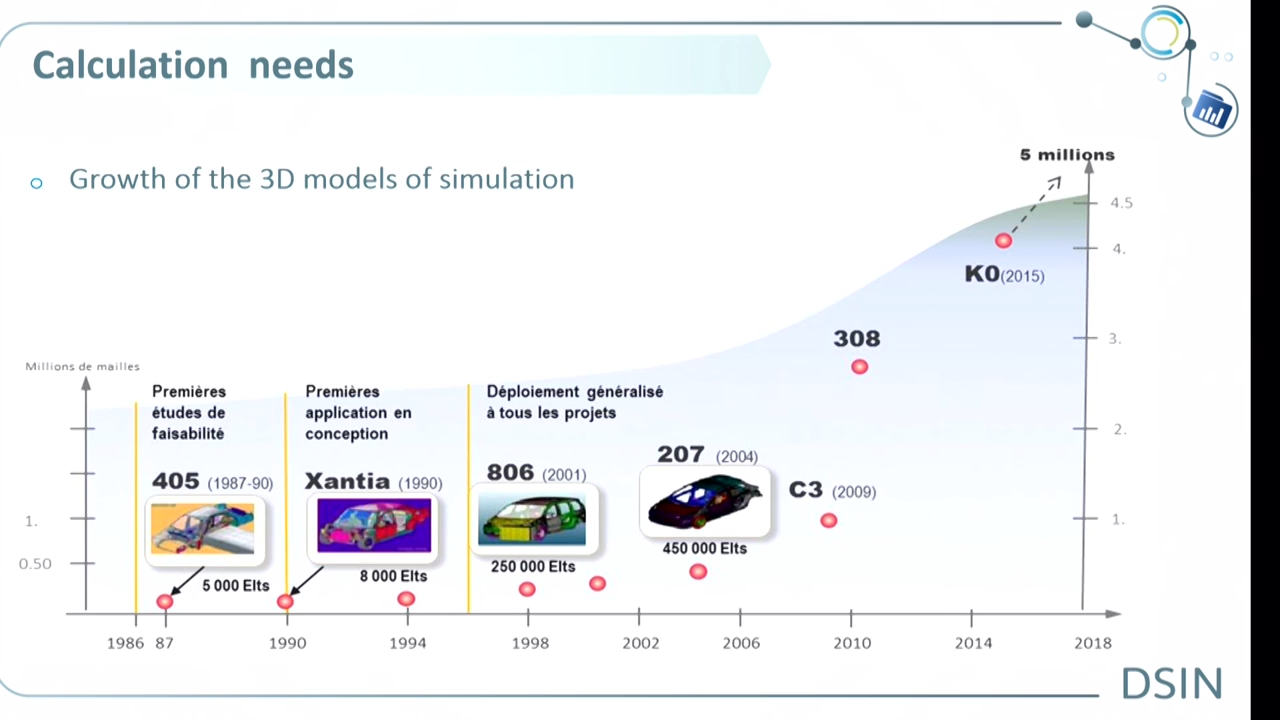 Calculation needs
Growth of the 3D models of simulation
5 millions
4.5
4.
K0(2015)
308
3.
Millions de mailles
Premières
études de
faisabilité
Premières
application en
conception
Déploiement généralisé
à tous les projets
2.
405 (1987-90)
Xantia (1990)
806 (2001)
207 (2004)
C3 (2009)
1.
1.
0.50
5 000 Elts
8 000 Elts
250 000 Elts
450 000 Elts
1986 87 1990 1994 1998 2002 2006 2010 2014 2018
DSIN